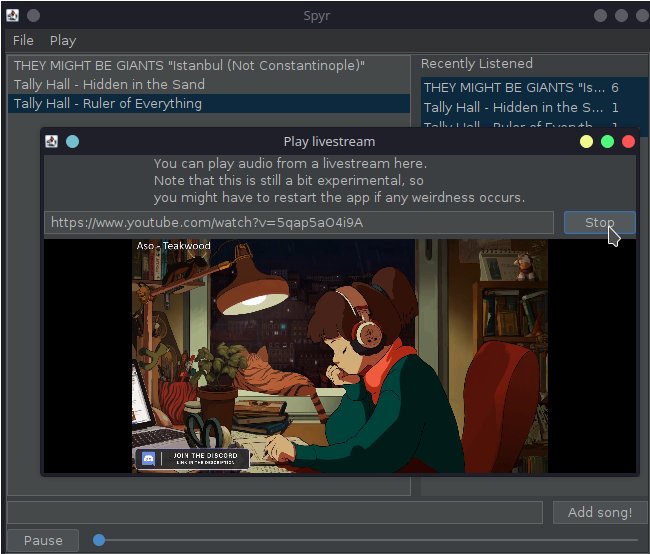 Spyr
File Play
THEY MIGHT BE GIANTS "Istanbul (Not Constantinople)"
Tally Hall - Hidden in the Sand
Tally Hall - Ruler of Everything
Recently Listened
THEY MIGHT BE GIANTS "Is... 6
Tally Hall - Hidden in the S... 1
Tally Hall - Ruler of Everyth... 1
Play livestream
You can play audio from a livestream here.
Note that this is still a bit experimental, so
you might have to restart the app if any weirdness occurs.
https://www.youtube.com/watch?v=5qap5aO4i9A
Stop
Aso - Teakwood
JOIN THE DISCORD
LINK IN THE DESCRIPTION
Add song!
Pause